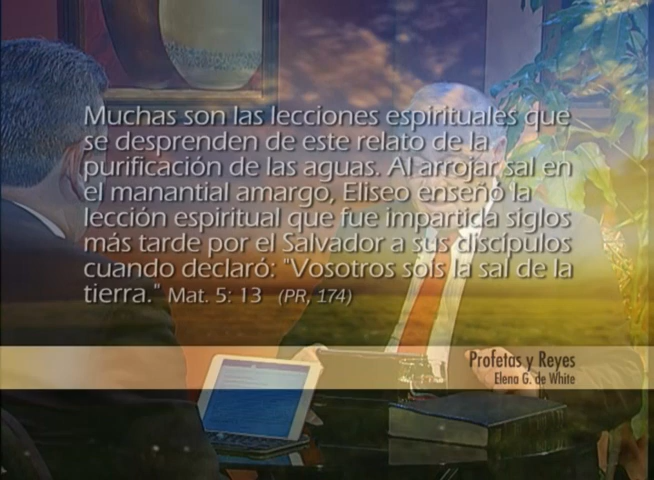 Muchas son las lecciones espirituales que
se desprenden de este relato de la
purificación de las aguas. Al arrojar sal en
el manantial amargo, Eliseo enseñó la
lección espiritual que fue impartida siglos
más tarde por el Salvador a sus discípulos
cuando declaró: "Vosotros sois la sal de la
tierra." Mat. 5: 13 (PR, 174)
Profetas y Reyes
Elena G. de White